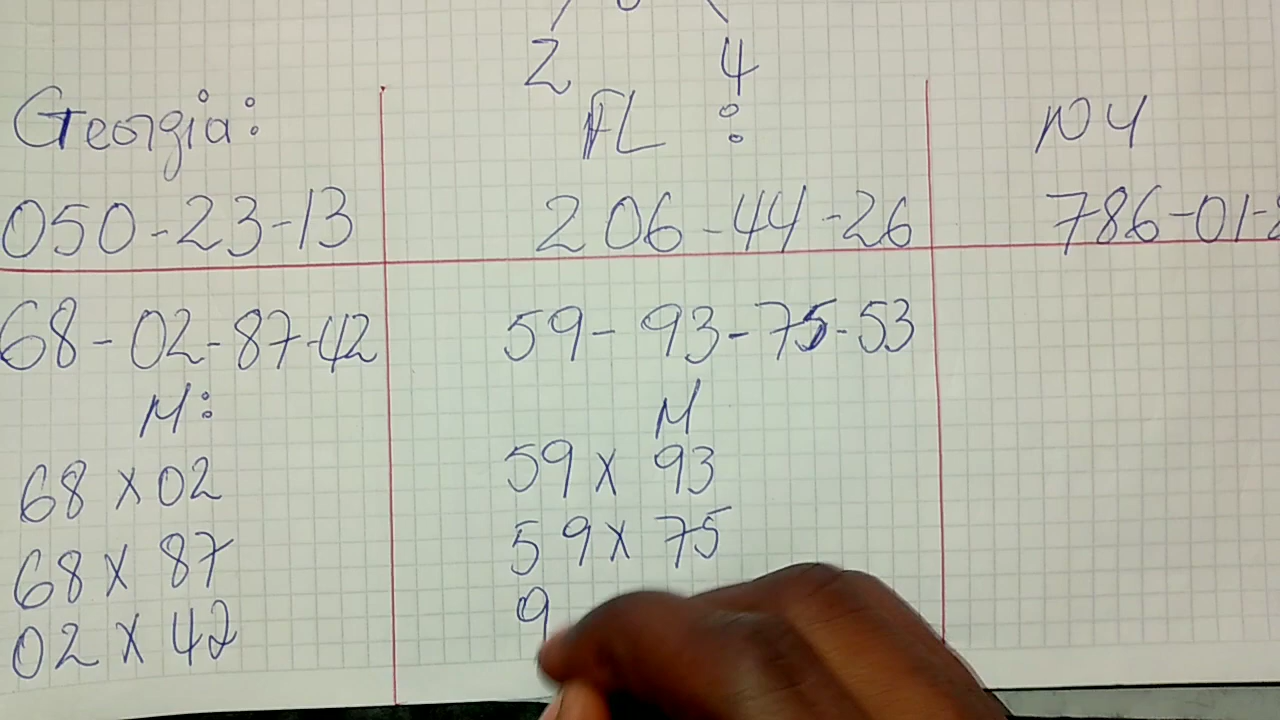 2 4
Georgia:
050-23-13
68-02-87-42
M:
68 x 02
68 x 87
02 x 42
FL :
206-44-26
59-93-75-53
M
59 x 93
59 x 75
9
NY
786-01-8